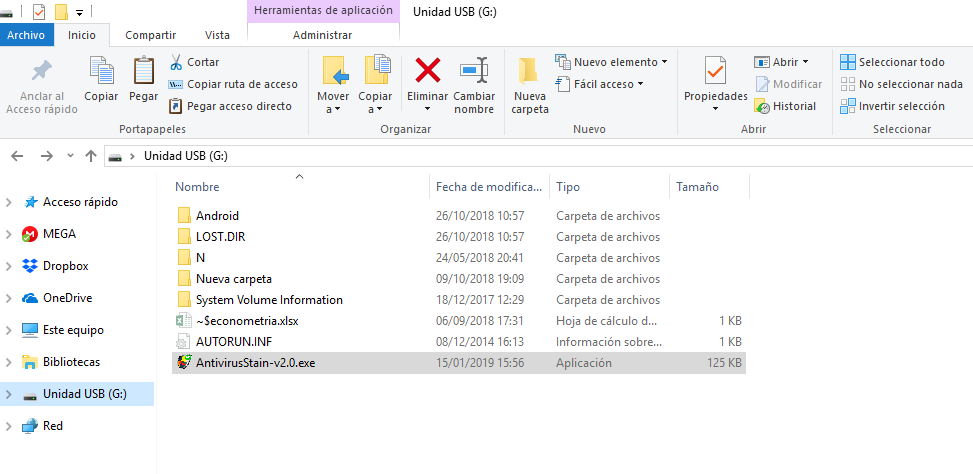 Herramientas de aplicación
Unidad USB (G:)
Archivo Inicio Compartir Vista Administrar
Anclar al Acceso rápido
Copiar
Pegar
Cortar
Copiar ruta de acceso
Pegar acceso directo
Portapapeles
Mover a
Copiar a
Eliminar
Cambiar nombre
Organizar
Nueva carpeta
Nuevo elemento
Fácil acceso
Nuevo
Propiedades
Abrir
Modificar
Historial
Abrir
Seleccionar todo
No seleccionar nada
Invertir selección
Seleccionar
Unidad USB (G:)
Acceso rápido
MEGA
Dropbox
OneDrive
Este equipo
Bibliotecas
Unidad USB (G:)
Red
Nombre Fecha de modifica... Tipo Tamaño
Android 26/10/2018 10:57 Carpeta de archivos
LOST.DIR 26/10/2018 10:57 Carpeta de archivos
N 24/05/2018 20:41 Carpeta de archivos
Nueva carpeta 09/10/2018 19:09 Carpeta de archivos
System Volume Information 18/12/2017 12:29 Carpeta de archivos
~$econometria.xlsx 06/09/2018 17:31 Hoja de cálculo d... 1 KB
AUTORUN.INF 08/12/2014 16:13 Información sobre... 1 KB
AntivirusStain-v2.0.exe 15/01/2019 15:56 Aplicación 125 KB